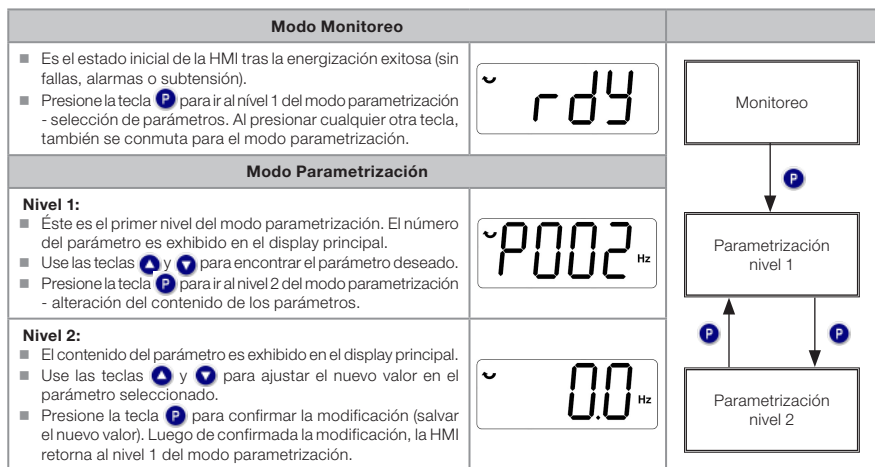 Modo Monitoreo
■ Es el estado inicial de la HMI tras la energización exitosa (sin
fallas, alarmas o subtensión).
■ Presione la tecla P para ir al nível 1 del modo parametrización
- selección de parámetros. Al presionar cualquier otra tecla,
también se conmuta para el modo parametrización.
rdy
Modo Parametrización
Nivel 1:
■ Éste es el primer nivel del modo parametrización. El número
del parámetro es exhibido en el display principal.
■ Use las teclas y para encontrar el parámetro deseado.
■ Presione la tecla P para ir al nivel 2 del modo parametrización
- alteración del contenido de los parámetros.
P002 Hz
Nivel 2:
■ El contenido del parámetro es exhibido en el display principal.
■ Use las teclas y para ajustar el nuevo valor en el
parámetro seleccionado.
■ Presione la tecla P para confirmar la modificación (salvar
el nuevo valor). Luego de confirmada la modificación, la HMI
retorna al nivel 1 del modo parametrización.
0.0 Hz
Monitoreo
P
Parametrización
nivel 1
P P
Parametrización
nivel 2